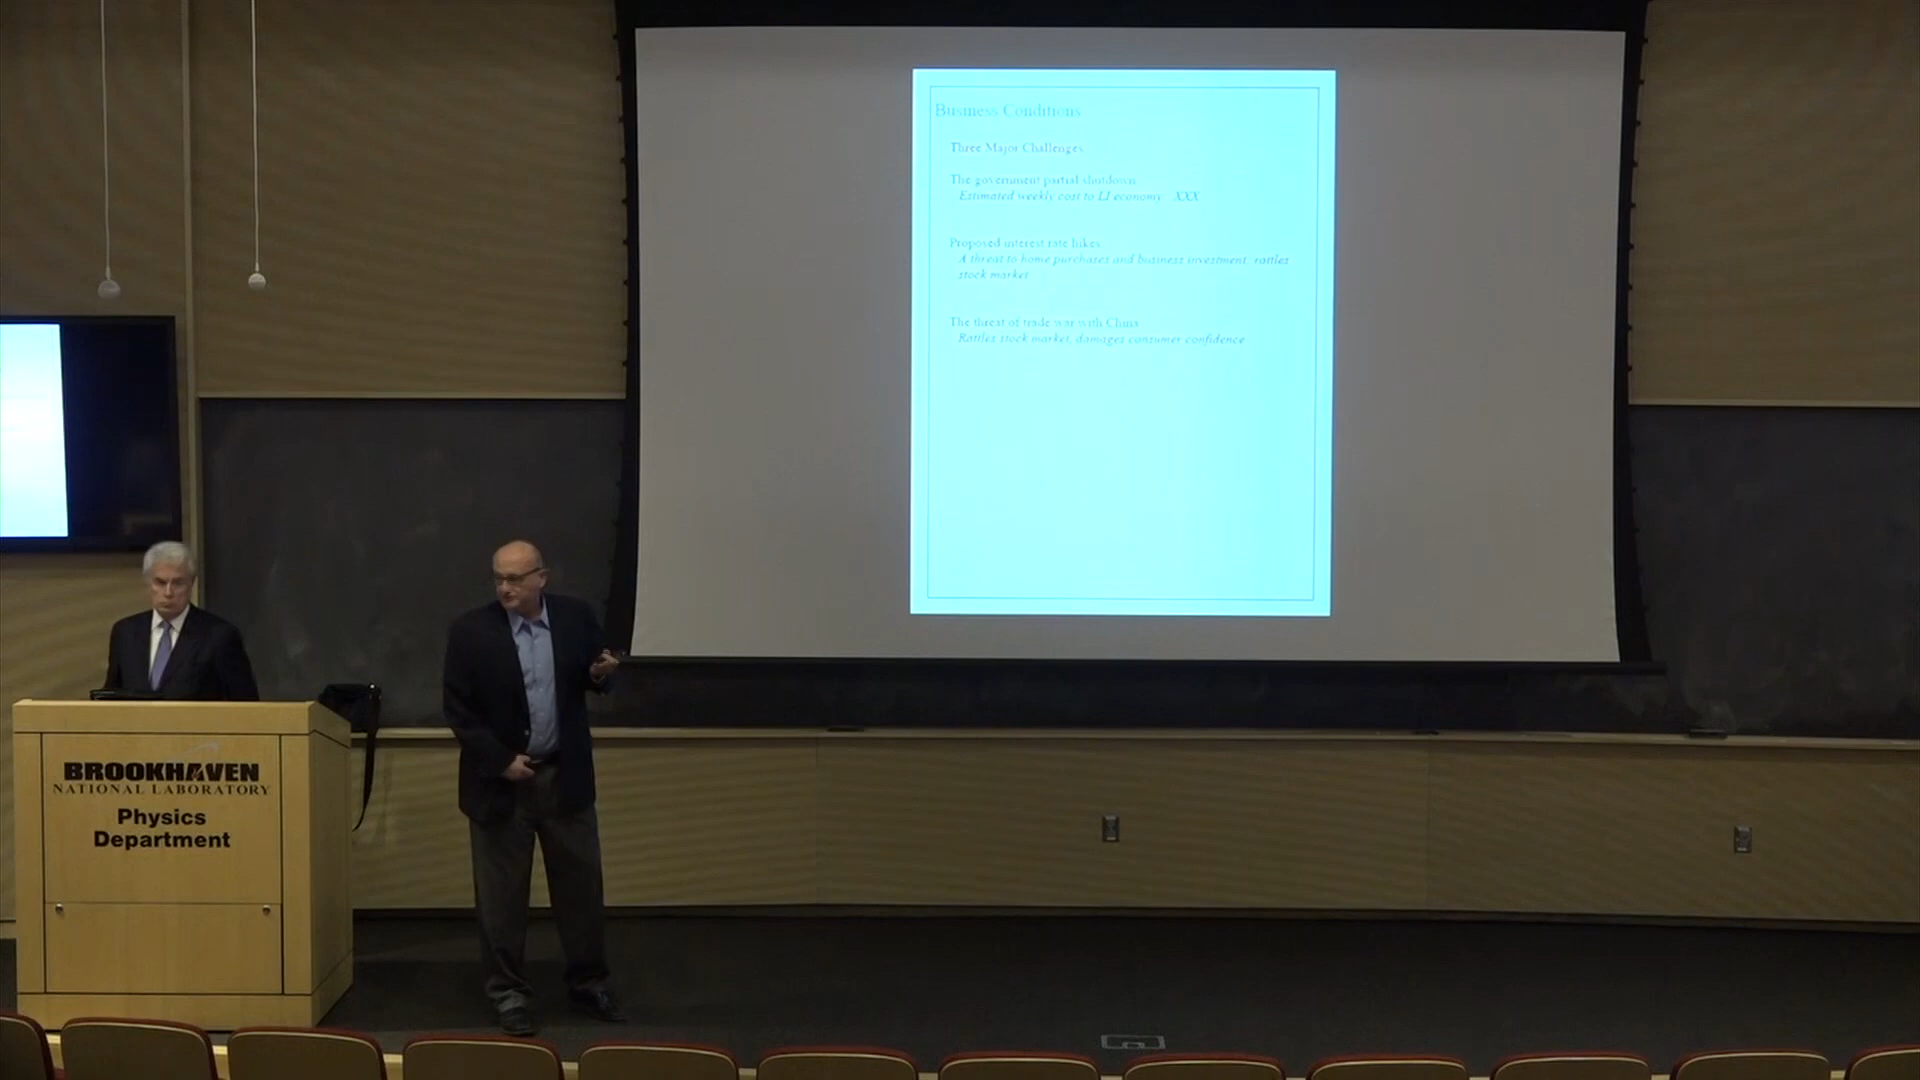 Business Conditions
Three Major Challenges
The government partial shutdown
Estimated weekly cost to LI economy XXX
Proposed interest rate hikes
A threat to home purchases and business investment, rattles
stock market
The threat of trade war with China
Rattles stock market, damages consumer confidence
BROOKHAVEN
NATIONAL LABORATORY
Physics
Department